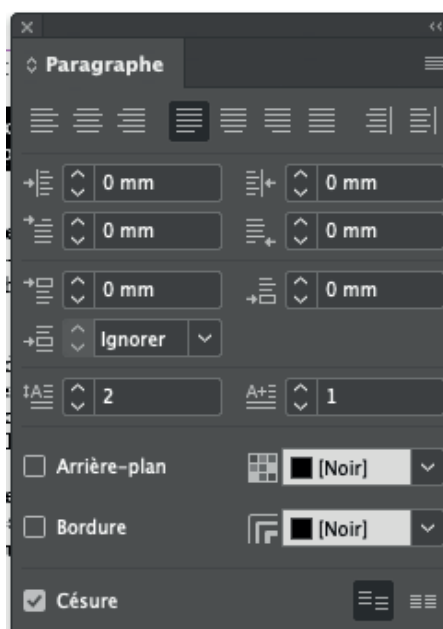 Paragraphe
0 mm 0 mm
0 mm 0 mm
0 mm 0 mm
Ignorer
2 1
Arrière-plan [Noir]
Bordure [Noir]
Césure